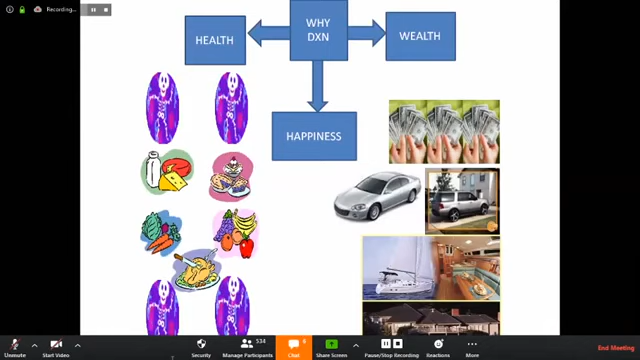 Recording...
WHY
DXN
HEALTH
WEALTH
HAPPINESS
Unmute
Start Video
Security
534
Manage Participants
Chat
Share Screen
Pause/Stop Recording
Reactions
More
End Meeting